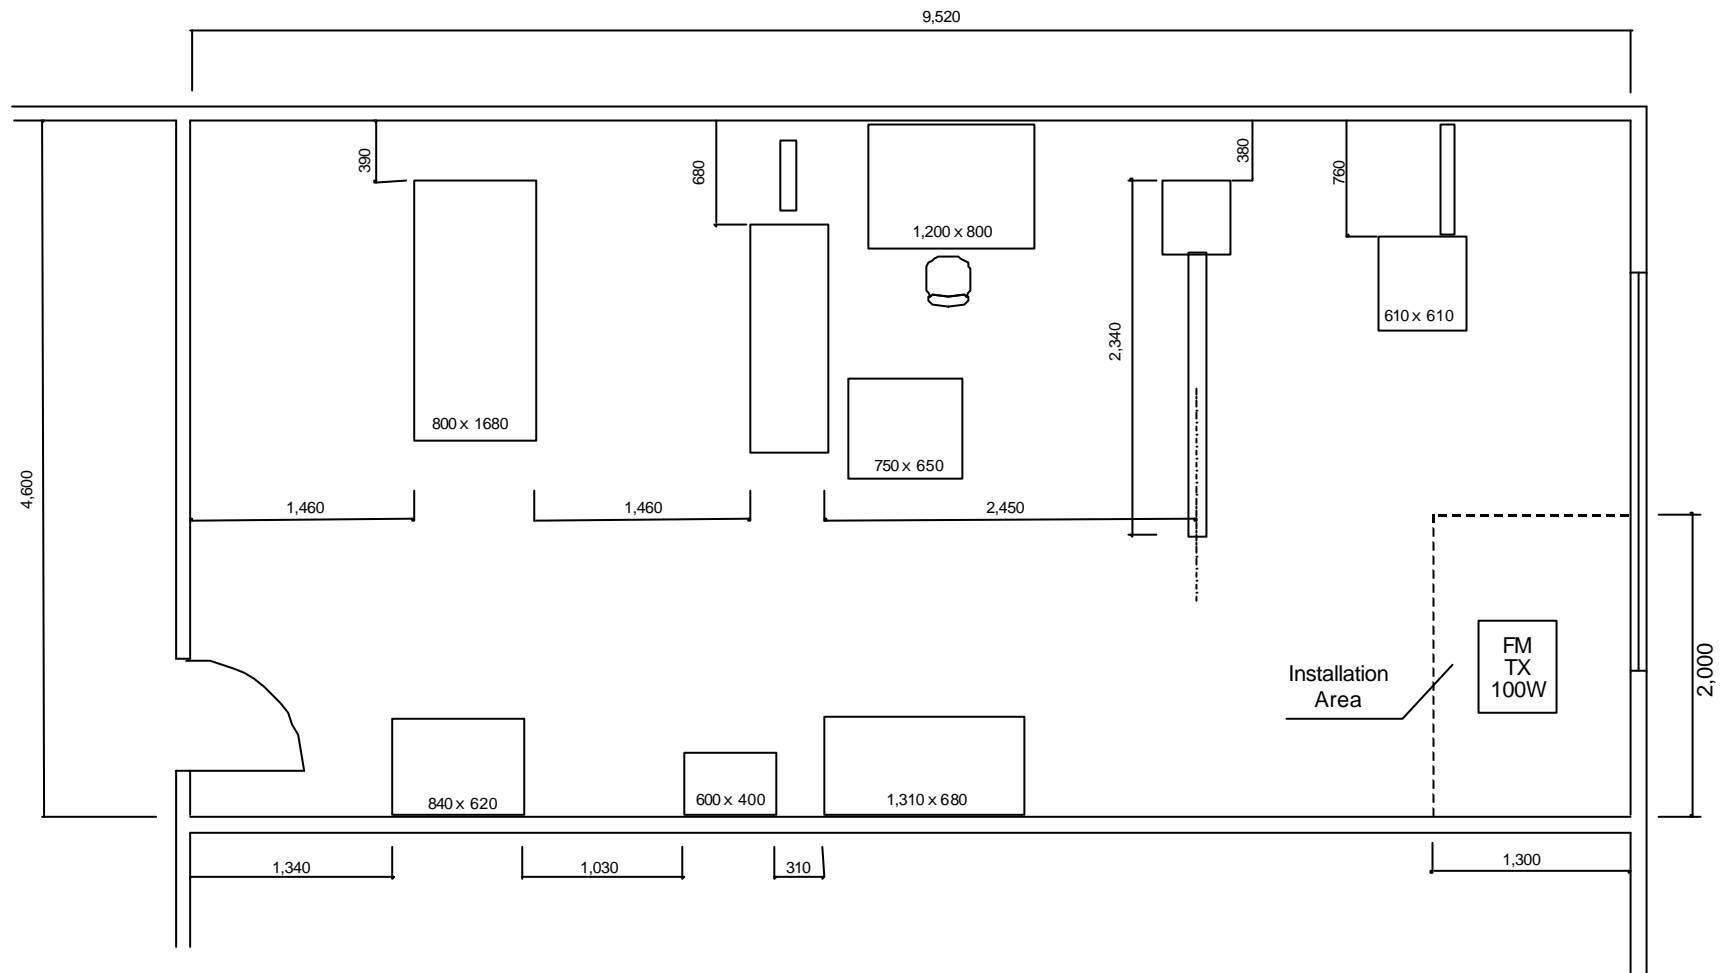 9,520
390
680
380
760
1,200 x 800
610 x 610
2,340
800 x 1680
750 x 650
4,600
1,460
1,460
2,450
FM
TX
100W
Installation
Area
2,000
840 x 620
600 x 400
1,310 x 680
1,340
1,030
310
1,300